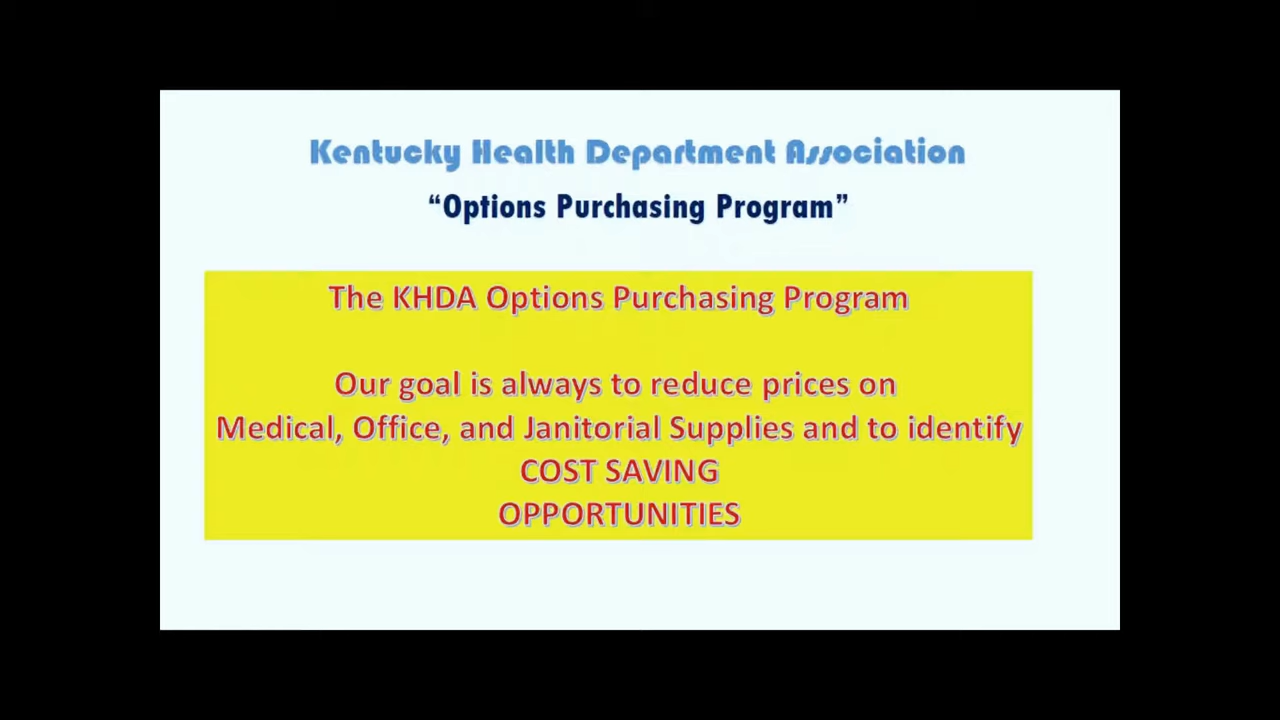 Kentucky Health Department Association
“Options Purchasing Program”
The KHDA Options Purchasing Program
Our goal is always to reduce prices on
Medical, Office, and Janitorial Supplies and to identify
COST SAVING
OPPORTUNITIES